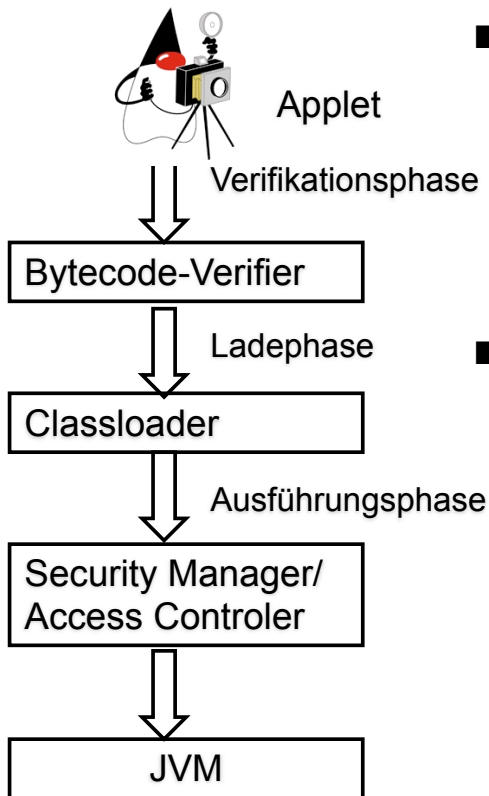 Applet
Verifikationsphase
Bytecode-Verifier
Ladephase
Classloader
Ausführungsphase
Security Manager/
Access Controler
JVM